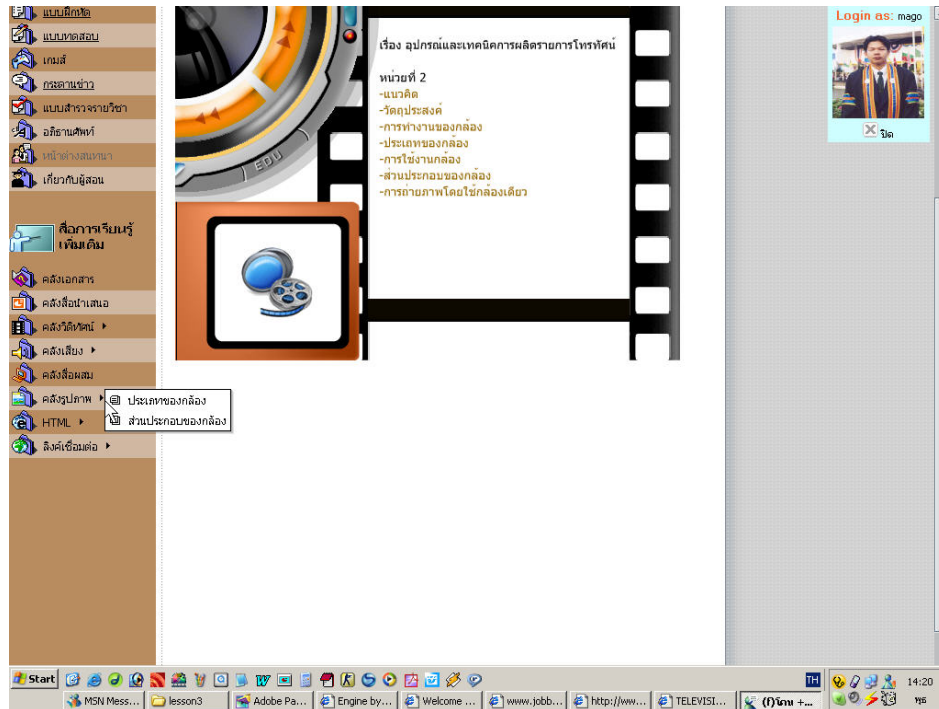 แบบฝึกหัด
แบบทดสอบ
เกมส์
กระดานข่าว
แบบสำรวจรายวิชา
อภิธานศัพท์
หน้าต่างสนทนา
เกี่ยวกับผู้สอน
สื่อการเรียนรู้
เพิ่มเติม
คลังเอกสาร
คลังสื่อนำเสนอ
คลังวีดิทัศน์
คลังเสียง
คลังสื่อผสม
คลังรูปภาพ
HTML
ลิงค์เชื่อมต่อ
ประเภทของกล้อง
ส่วนประกอบของกล้อง
EDU
เรื่อง อุปกรณ์และเทคนิคการผลิตรายการโทรทัศน์
หน่วยที่ 2
-แนวคิด
-วัตถุประสงค์
-การทำงานของกล้อง
-ประเภทของกล้อง
-การใช้งานกล้อง
-ส่วนประกอบของกล้อง
-การถ่ายภาพโดยใช้กล้องเดียว
Login as: mago
ปิด
Start
TH
14:20
MSN Mess...
lesson3
Adobe Pa...
Engine by...
Welcome ...
www.jobb...
http://ww...
TELEVISI...
พุธ